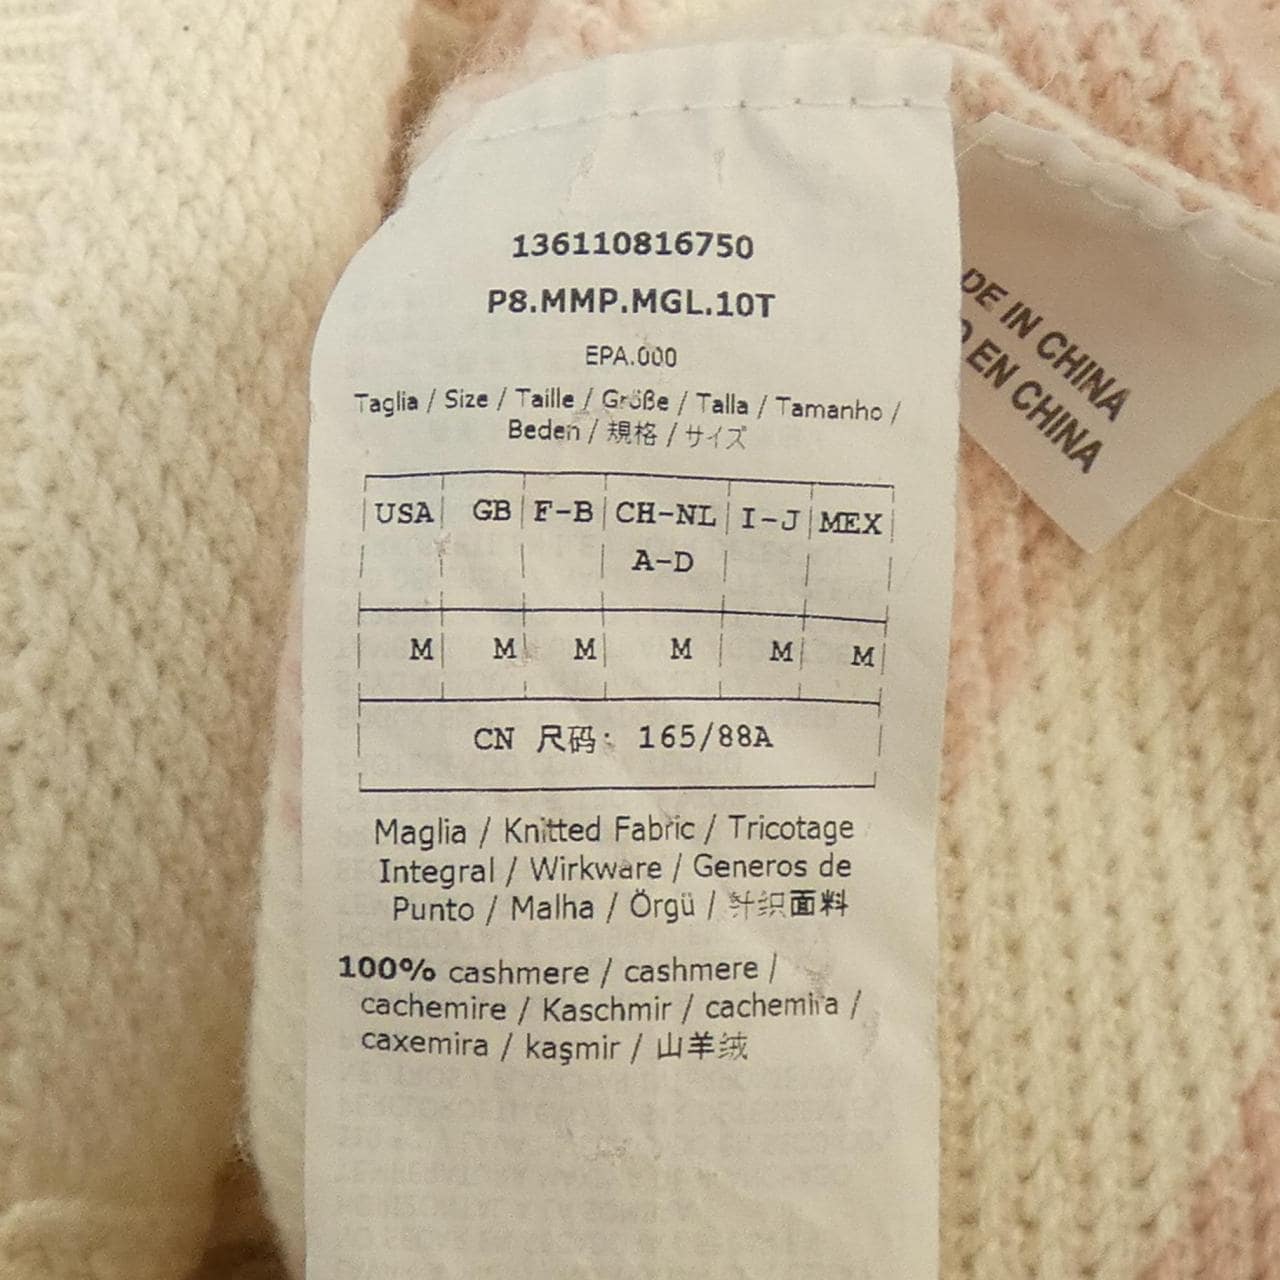 136110816750
P8.MMP.MGL.10T
EPA.000
Taglia / Size / Taille / Größe / Talla / Tamanho /
Beden / 規格 / サイズ
USA GB F-B CH-NL I-J MEX
A-D
M M M M M M
CN 尺码: 165/88A
Maglia / Knitted Fabric / Tricotage
Integral / Wirkware / Generos de
Punto / Malha / Örgü / 针织面料
100% cashmere / cashmere /
cachemire / Kaschmir / cachemira /
caxemira / kaşmir / 山羊绒
DE IN CHINA
EN CHINA